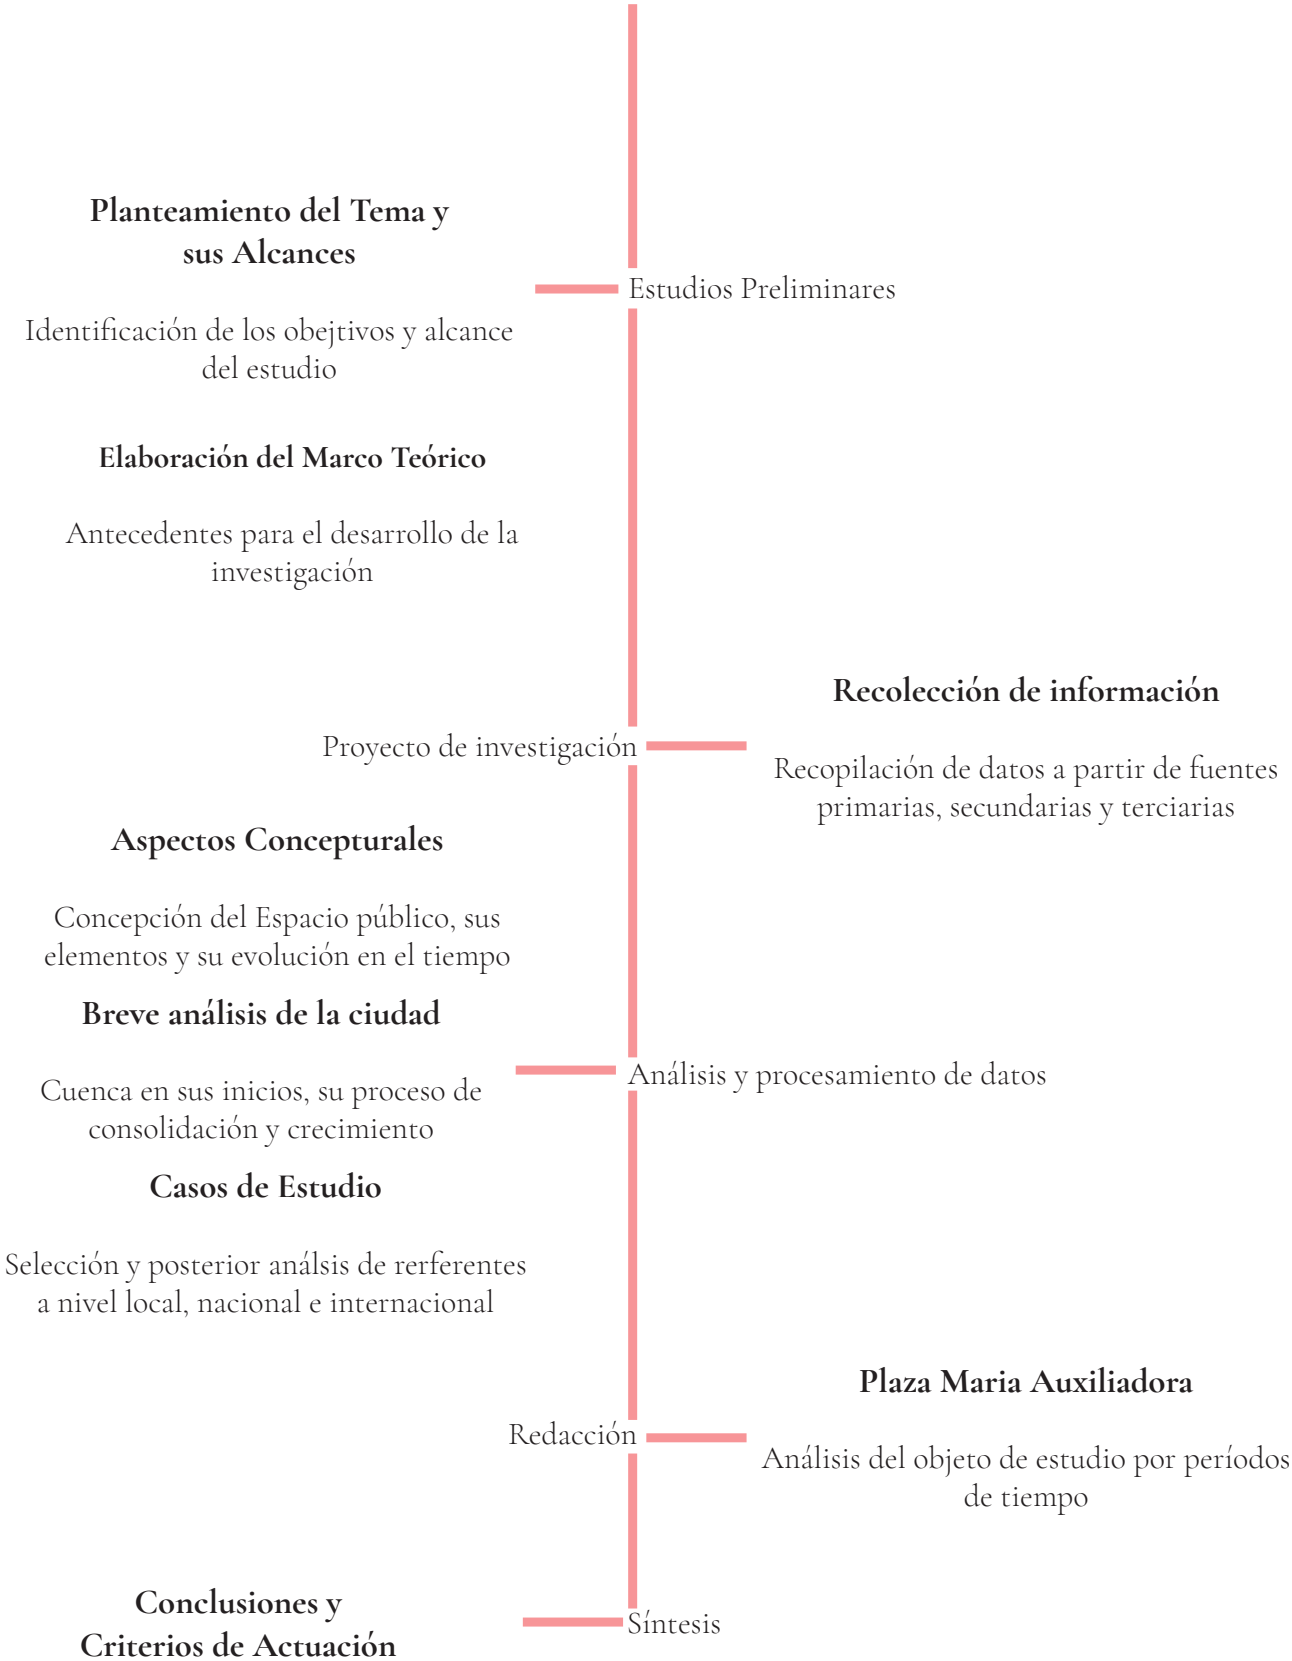 Planteamiento del Tema y
sus Alcances
Estudios Preliminares
Identificación de los obejtivos y alcance
del estudio
Elaboración del Marco Teórico
Antecedentes para el desarrollo de la
investigación
Recolección de información
Proyecto de investigación
Recopilación de datos a partir de fuentes
primarias, secundarias y terciarias
Aspectos Concepturales
Concepción del Espacio público, sus
elementos y su evolución en el tiempo
Breve análisis de la ciudad
Análisis y procesamiento de datos
Cuenca en sus inicios, su proceso de
consolidación y crecimiento
Casos de Estudio
Selección y posterior análsis de rerferentes
a nivel local, nacional e internacional
Plaza Maria Auxiliadora
Redacción
Análisis del objeto de estudio por períodos
de tiempo
Conclusiones y
Criterios de Actuación
Síntesis